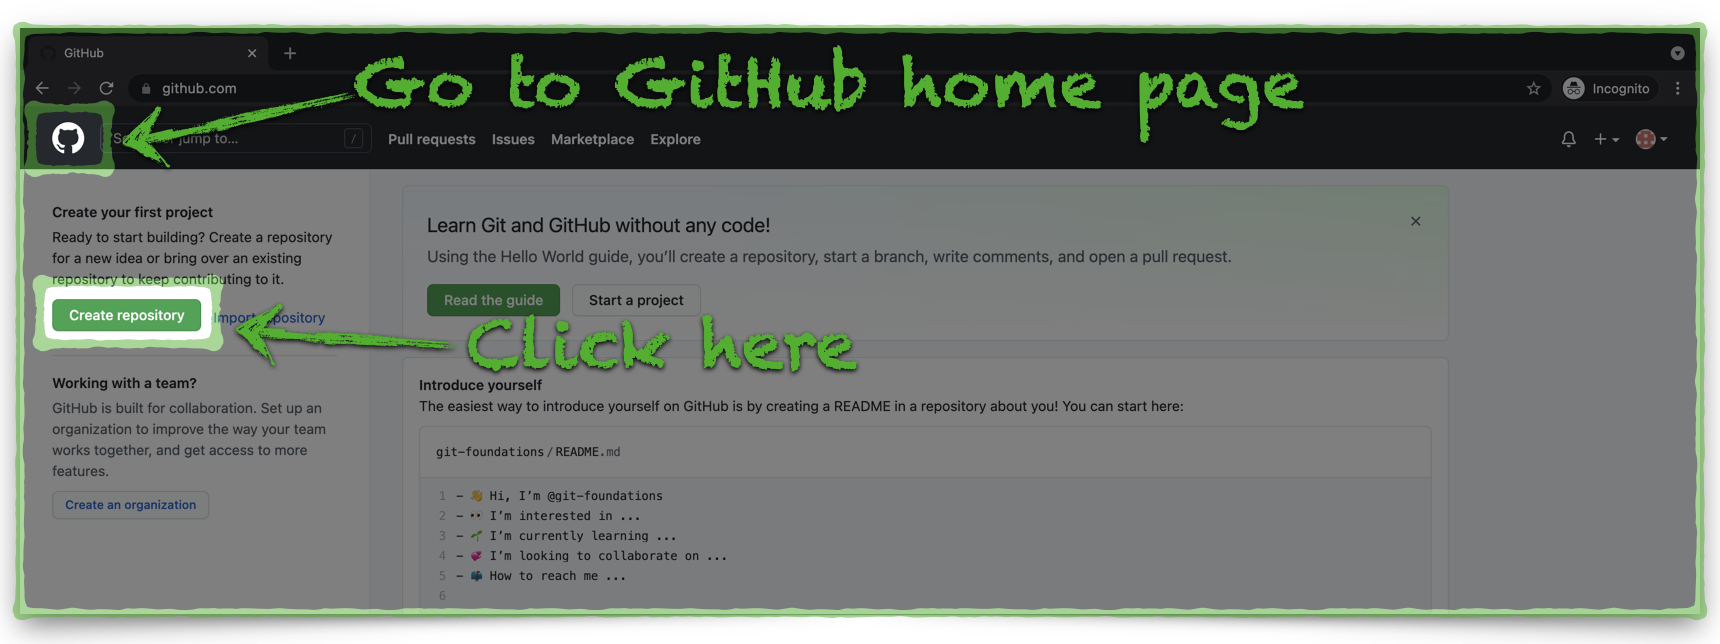 GitHub
github.com
Incognito
Go to GitHub home page
jump to...
/
Pull requests Issues Marketplace Explore
Create your first project
Ready to start building? Create a repository
for a new idea or bring over an existing
repository to keep contributing to it.
Create repository
Import repository
Click here
Working with a team?
GitHub is built for collaboration. Set up an
organization to improve the way your team
works together, and get access to more
features.
Create an organization
Learn Git and GitHub without any code!
Using the Hello World guide, you’ll create a repository, start a branch, write comments, and open a pull request.
Read the guide
Start a project
Introduce yourself
The easiest way to introduce yourself on GitHub is by creating a README in a repository about you! You can start here:
git-foundations/README.md
1 - 👋 Hi, I’m @git-foundations
2 - 👀 I’m interested in ...
3 - 🌱 I’m currently learning ...
4 - 💞️ I’m looking to collaborate on ...
5 - 📫 How to reach me ...
6